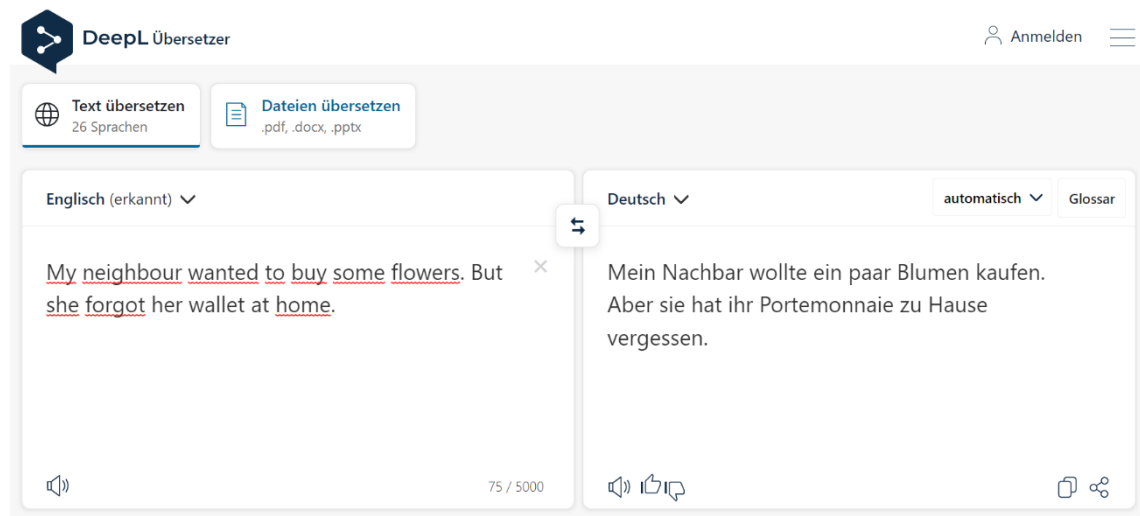 DeepL Übersetzer
Anmelden
Text übersetzen
26 Sprachen
Dateien übersetzen
.pdf, .docx, .pptx
Englisch (erkannt)
My neighbour wanted to buy some flowers. But
she forgot her wallet at home.
75 / 5000
Deutsch
automatisch
Glossar
Mein Nachbar wollte ein paar Blumen kaufen.
Aber sie hat ihr Portemonnaie zu Hause
vergessen.